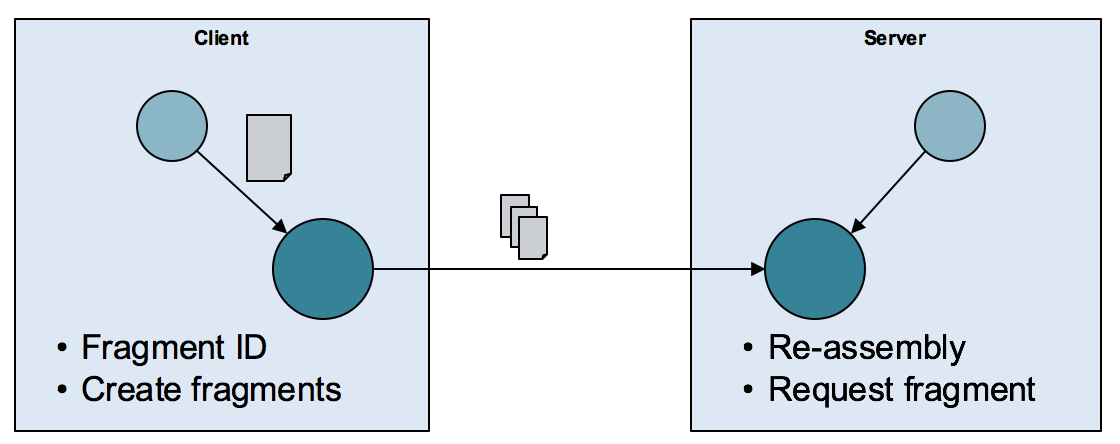 Client
Server
• Fragment ID
• Create fragments
• Re-assembly
• Request fragment